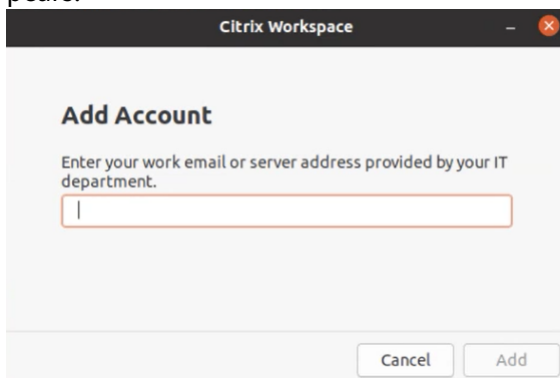 Citrix Workspace
Add Account
Enter your work email or server address provided by your IT
department.
Cancel Add